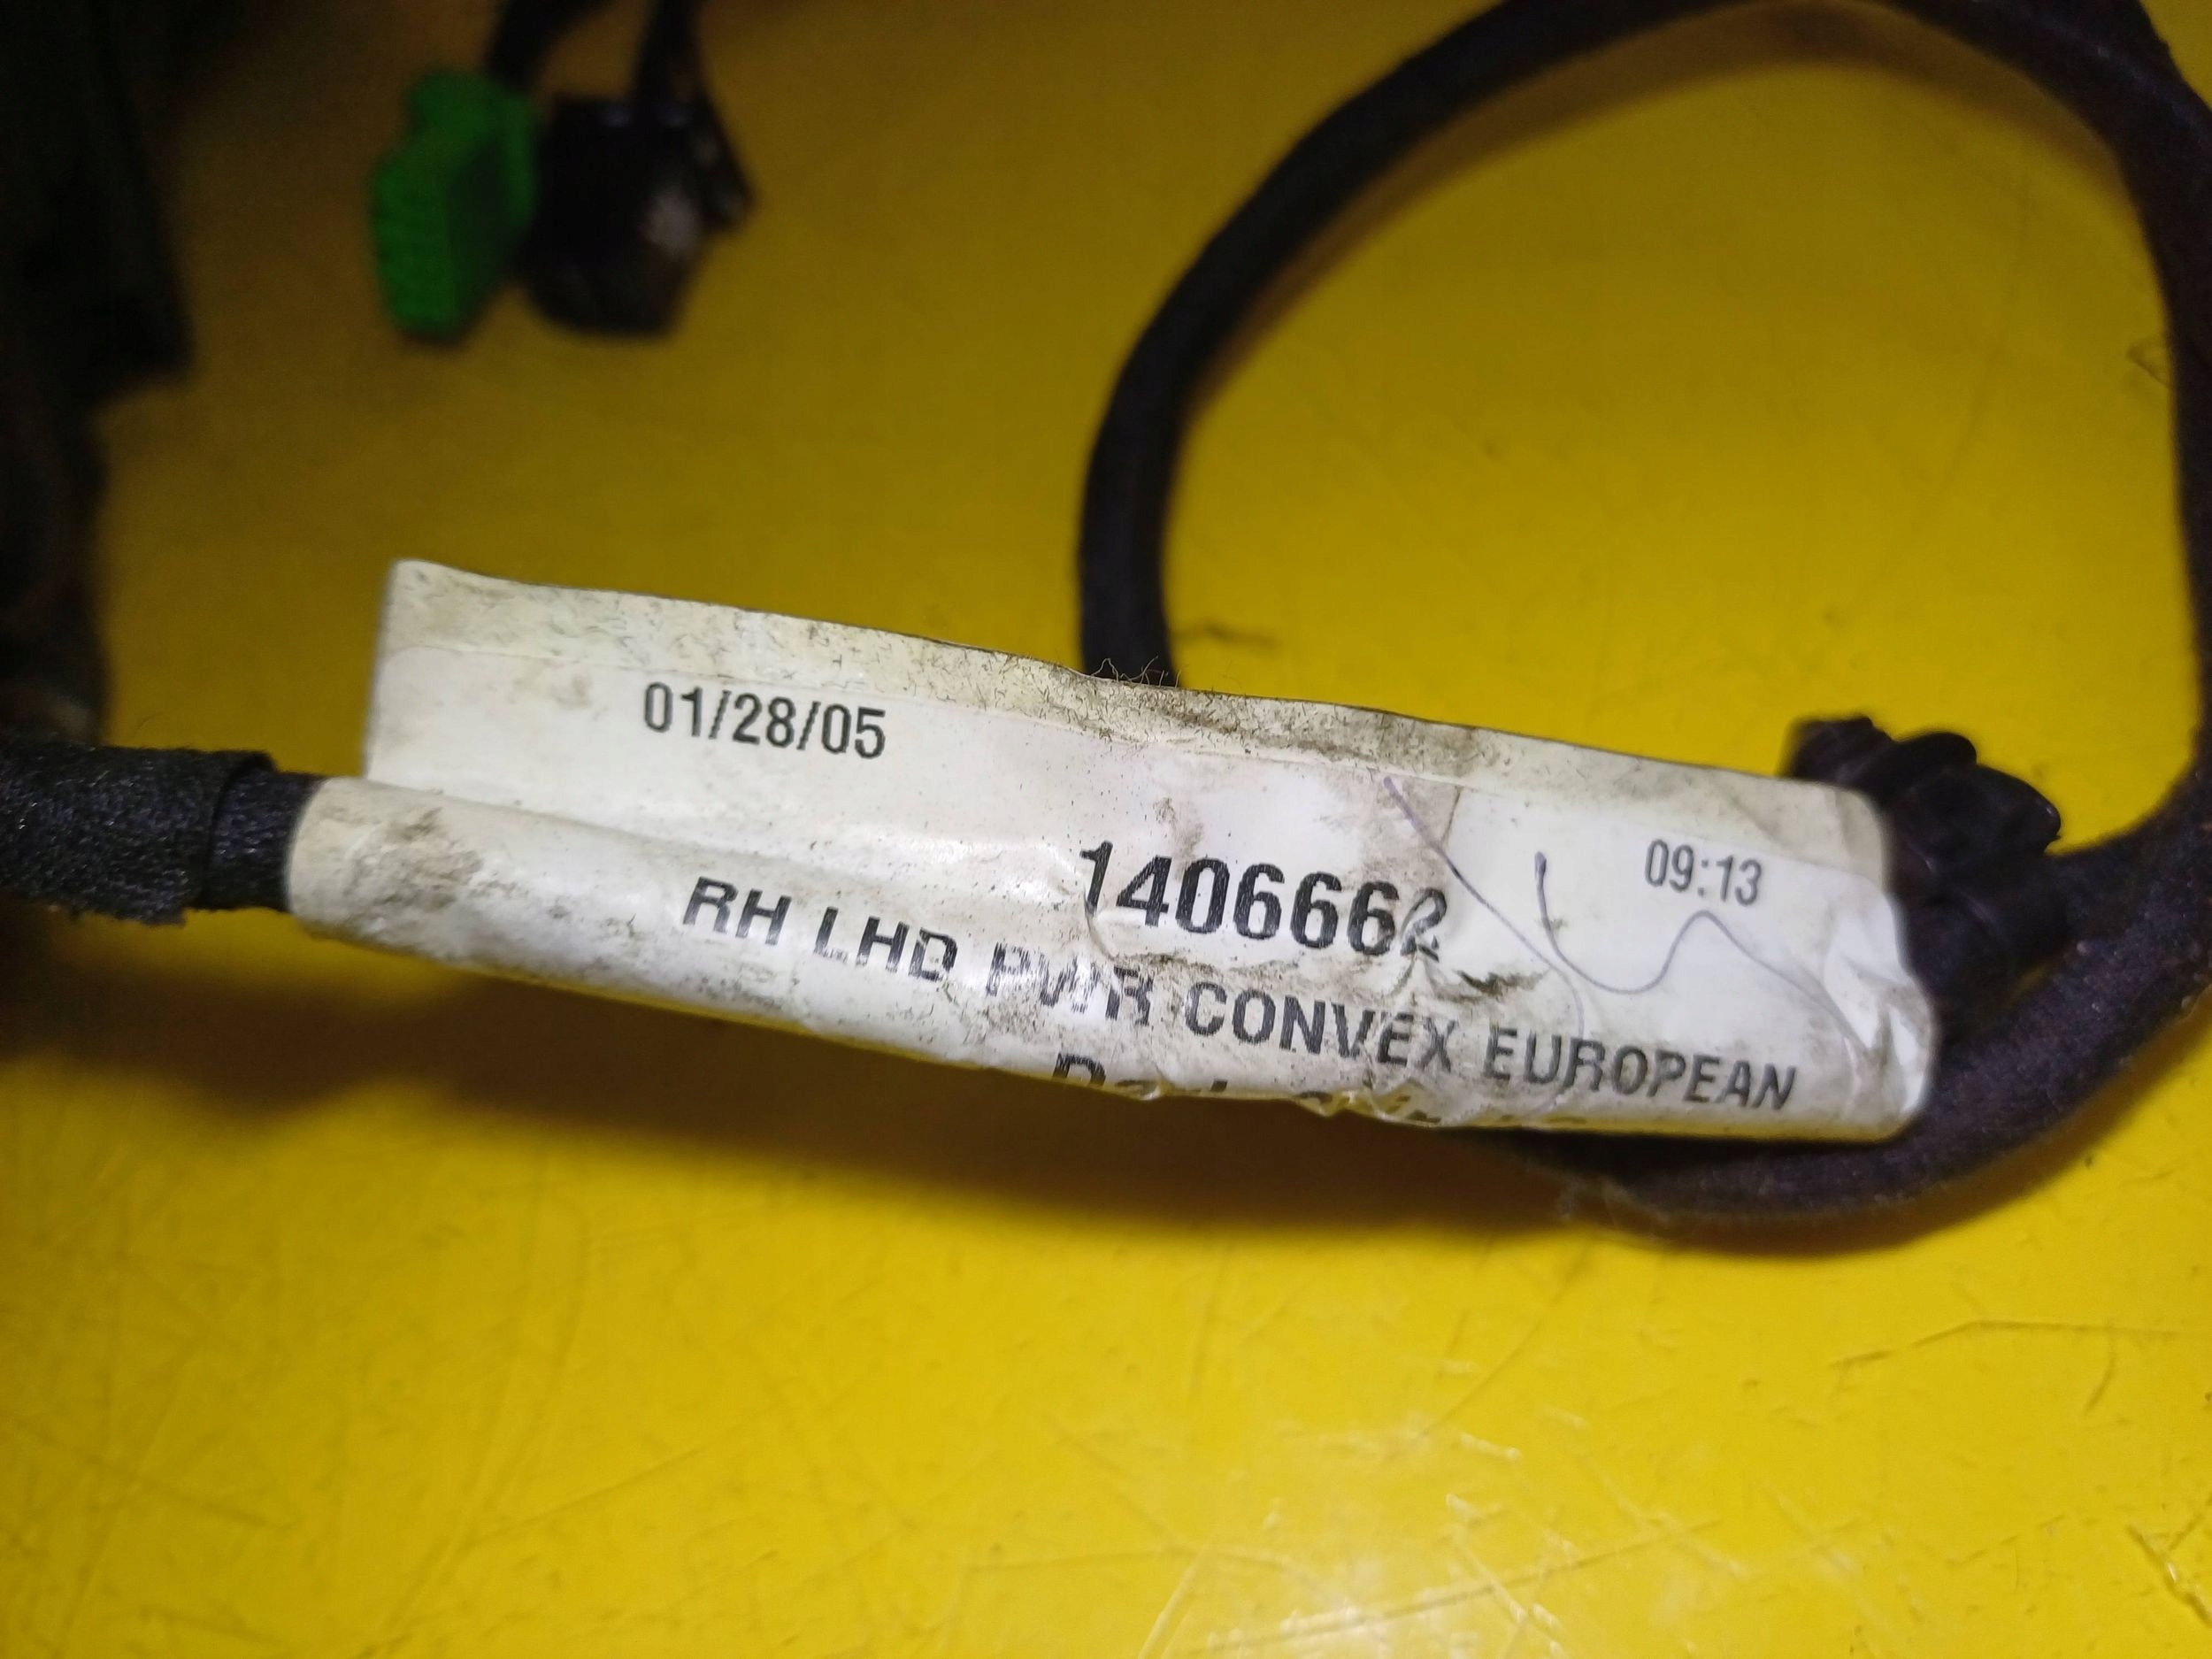 01/28/05
1406662
09:13
RH LHD PWR CONVEX EUROPEAN